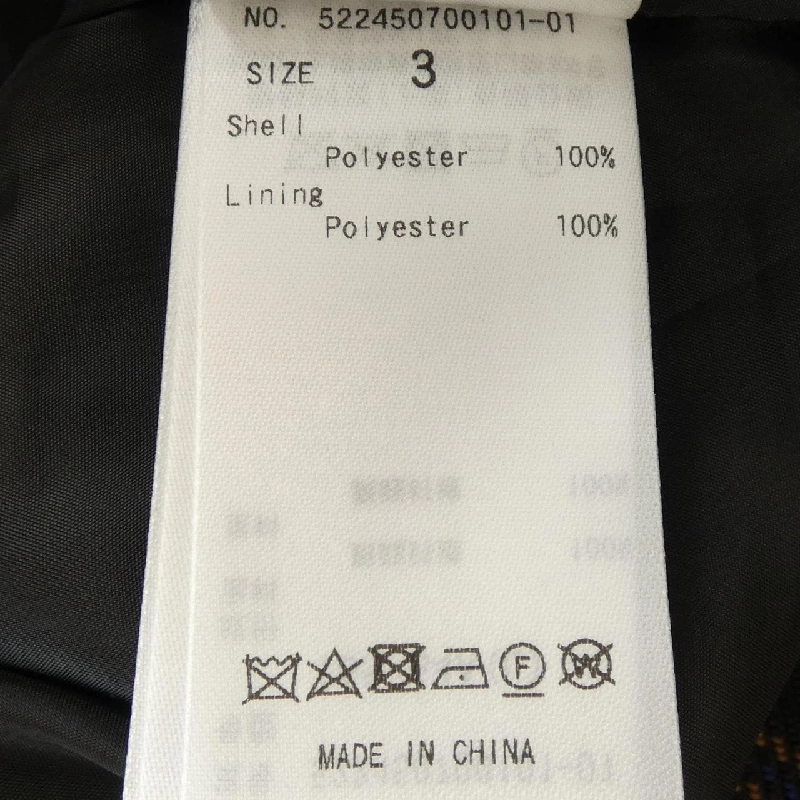 NO. 522450700101-01
SIZE 3
Shell
Polyester 100%
Lining
Polyester 100%
F
W
MADE IN CHINA